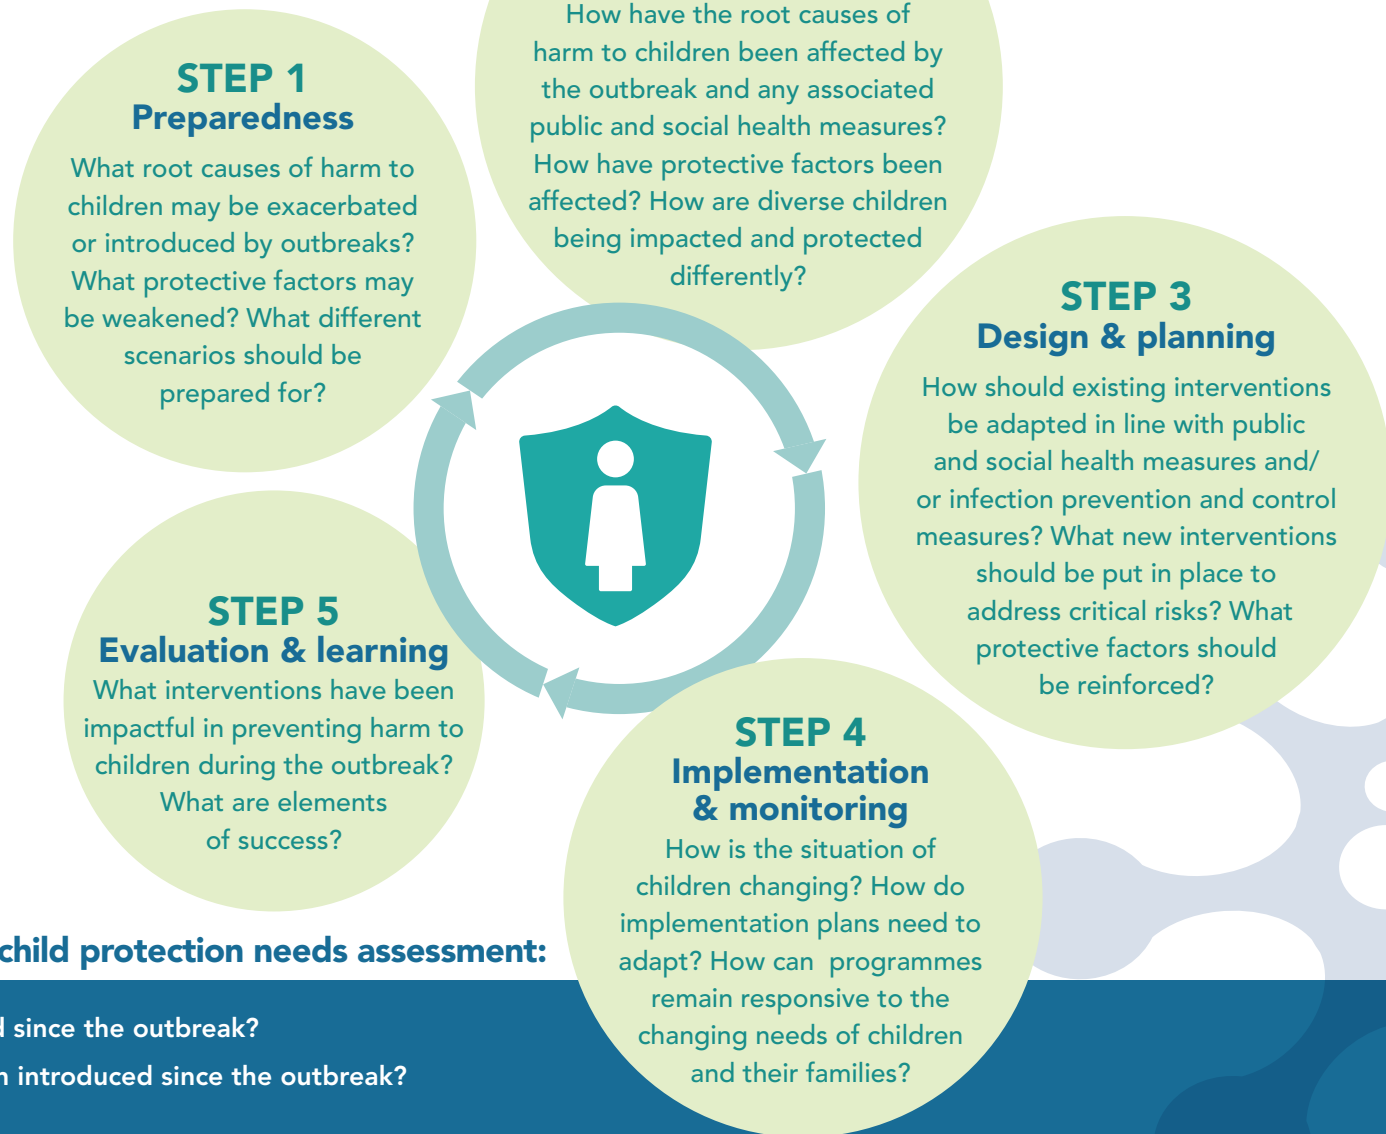 STEP 1
Preparedness
What root causes of harm to
children may be exacerbated
or introduced by outbreaks?
What protective factors may
be weakened? What different
scenarios should be
prepared for?
How have the root causes of
harm to children been affected by
the outbreak and any associated
public and social health measures?
How have protective factors been
affected? How are diverse children
being impacted and protected
differently?
STEP 3
Design & planning
How should existing interventions
be adapted in line with public
and social health measures and/
or infection prevention and control
measures? What new interventions
should be put in place to
address critical risks? What
protective factors should
be reinforced?
STEP 4
Implementation
& monitoring
How is the situation of
children changing? How do
implementation plans need to
adapt? How can programmes
remain responsive to the
changing needs of children
and their families?
STEP 5
Evaluation & learning
What interventions have been
impactful in preventing harm to
children during the outbreak?
What are elements
of success?
child protection needs assessment:
since the outbreak?
introduced since the outbreak?